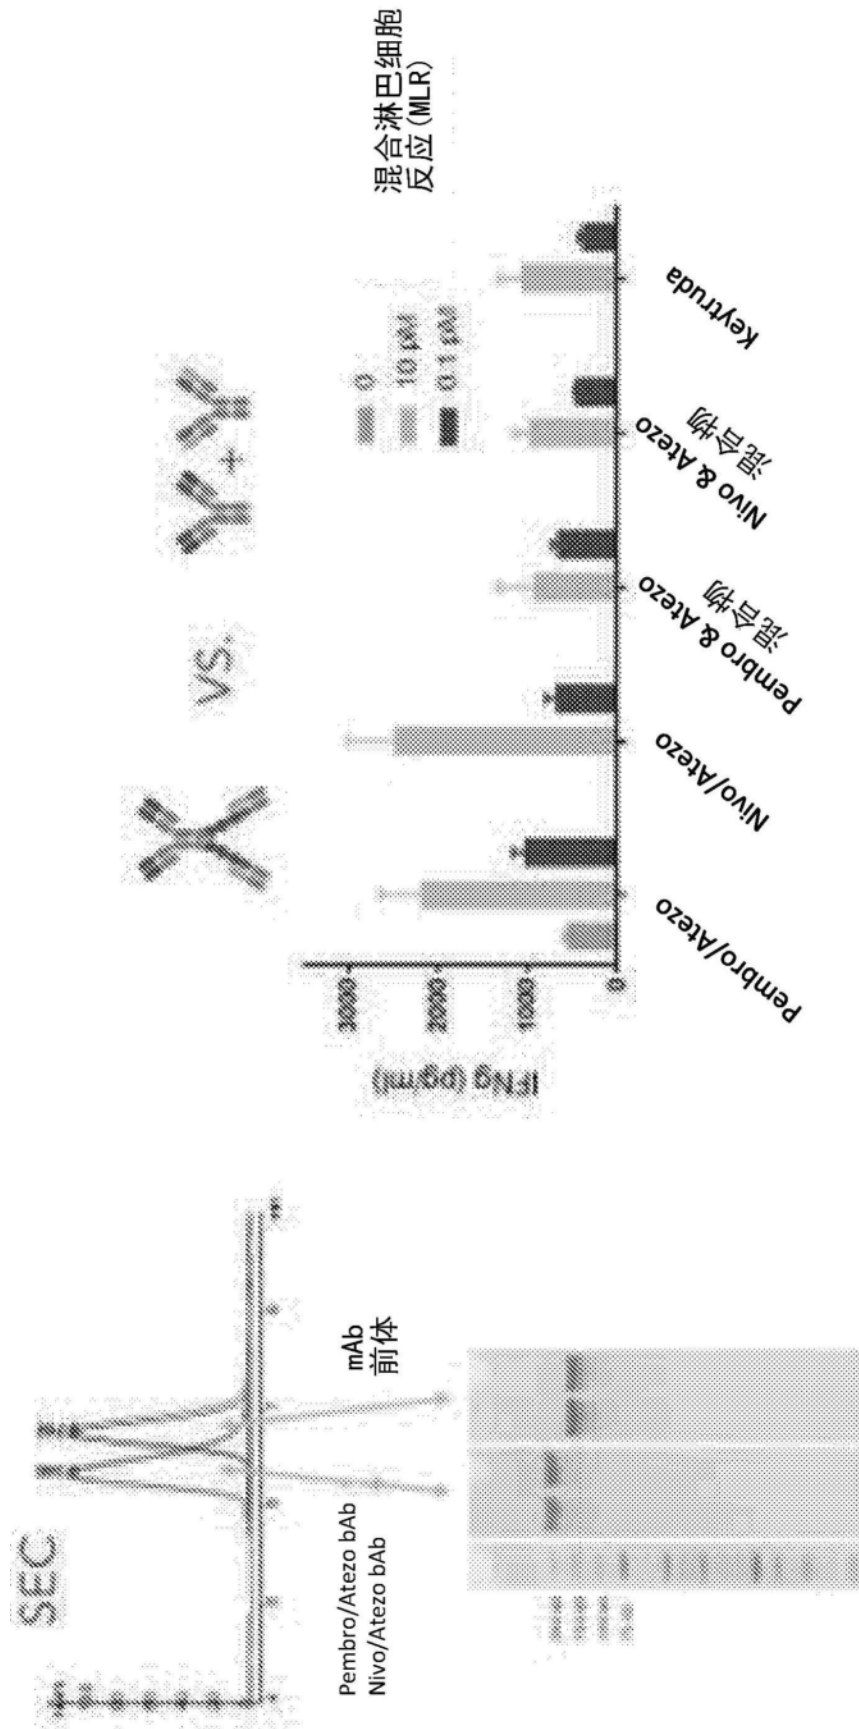 SEC
Pembro/Atezo bAb
Nivo/Atezo bAb
mAb
前体
VS.
+
混合淋巴细胞
反应(MLR)
0
10 μM
0.1 μM
IFNg (pg/ml)
3000
2000
1000
0
Pembro/Atezo
Nivo/Atezo
Pembro & Atezo
混合物
Nivo & Atezo
混合物
Keytruda